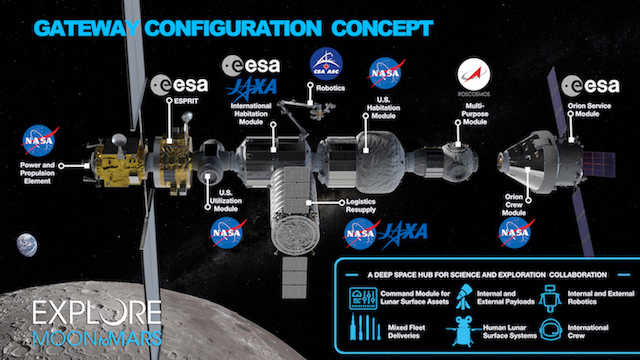 GATEWAY CONFIGURATION CONCEPT
esa
ESPRIT
esa
JAXA
International
Habitation
Module
CSA ASC
Robotics
NASA
U.S.
Habitation
Module
ROSCOSMOS
Multi-
Purpose
Module
esa
Orion Service
Module
NASA
Power and
Propulsion
Element
U.S.
Utilization
Module
NASA
Logistics
Resupply
NASA
JAXA
Orion
Crew
Module
NASA
A DEEP SPACE HUB FOR SCIENCE AND EXPLORATION COLLABORATION
Command Module for
Lunar Surface Assets
Internal and
External Payloads
Internal and External
Robotics
Mixed Fleet
Deliveries
Human Lunar
Surface Systems
International
Crew
EXPLORE
MOON to MARS